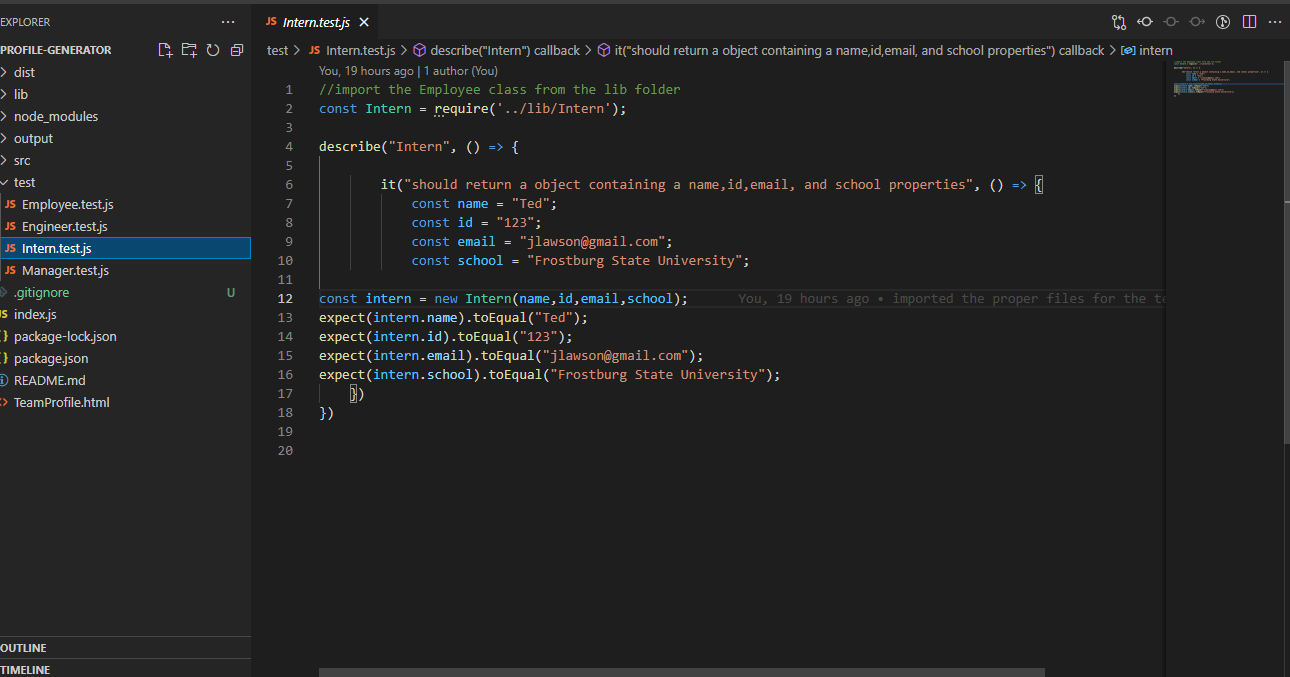 EXPLORER
PROFILE-GENERATOR
dist
lib
node_modules
output
src
test
JS Employee.test.js
JS Engineer.test.js
JS Intern.test.js
JS Manager.test.js
.gitignore U
JS index.js
{} package-lock.json
{} package.json
README.md
<> TeamProfile.html
OUTLINE
TIMELINE
JS Intern.test.js
test > JS Intern.test.js > describe("Intern") callback > it("should return a object containing a name,id,email, and school properties") callback > intern
You, 19 hours ago | 1 author (You)
1 //import the Employee class from the lib folder
2 const Intern = require('../lib/Intern');
3
4 describe("Intern", () => {
5
6 it("should return a object containing a name,id,email, and school properties", () => {
7 const name = "Ted";
8 const id = "123";
9 const email = "jlawson@gmail.com";
10 const school = "Frostburg State University";
11
12 const intern = new Intern(name,id,email,school); You, 19 hours ago • imported the proper files for the te
13 expect(intern.name).toEqual("Ted");
14 expect(intern.id).toEqual("123");
15 expect(intern.email).toEqual("jlawson@gmail.com");
16 expect(intern.school).toEqual("Frostburg State University");
17 })
18 })
19
20